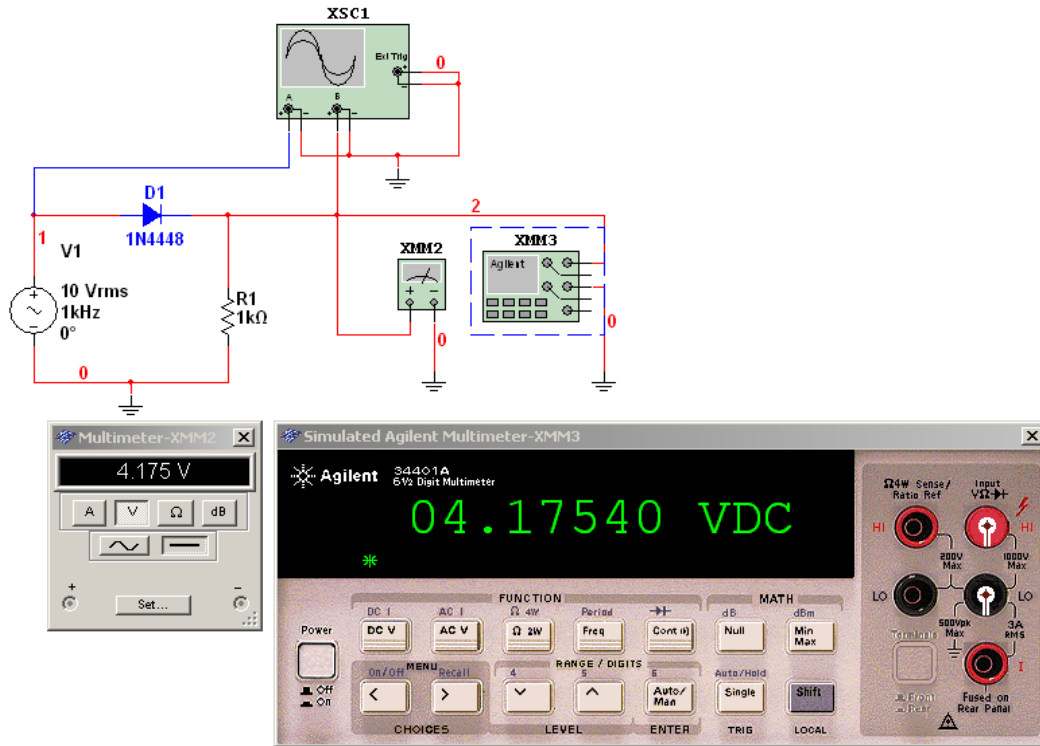 XSC1
Ext Trig
0
A
B
D1
1N4448
2
1
V1
10 Vrms
1kHz
0°
R1
1kΩ
XMM2
XMM3
Agilent
0
0
0
Multimeter-XMM2
4.175 V
A V Ω dB
+ −
Set...
Simulated Agilent Multimeter-XMM3
Agilent 34401A
6½ Digit Multimeter
04.17540 VDC
FUNCTION MATH
DC I AC I Ω 4W Period dB dBm
Power DC V AC V Ω 2W Freq Cont Null Min Max
MENU RANGE / DIGITS
On/Off Recall 4 5 6 Auto/Hold
Off
On
< > Auto/ Man Single Shift
CHOICES LEVEL ENTER TRIG LOCAL
Ω4W Sense/ Ratio Ref
Input VΩ
HI HI
200V Max
1000V Max
LO LO
500Vpk Max
3A RMS
Terminals
I
Front
Rear
Fused on Rear Panal